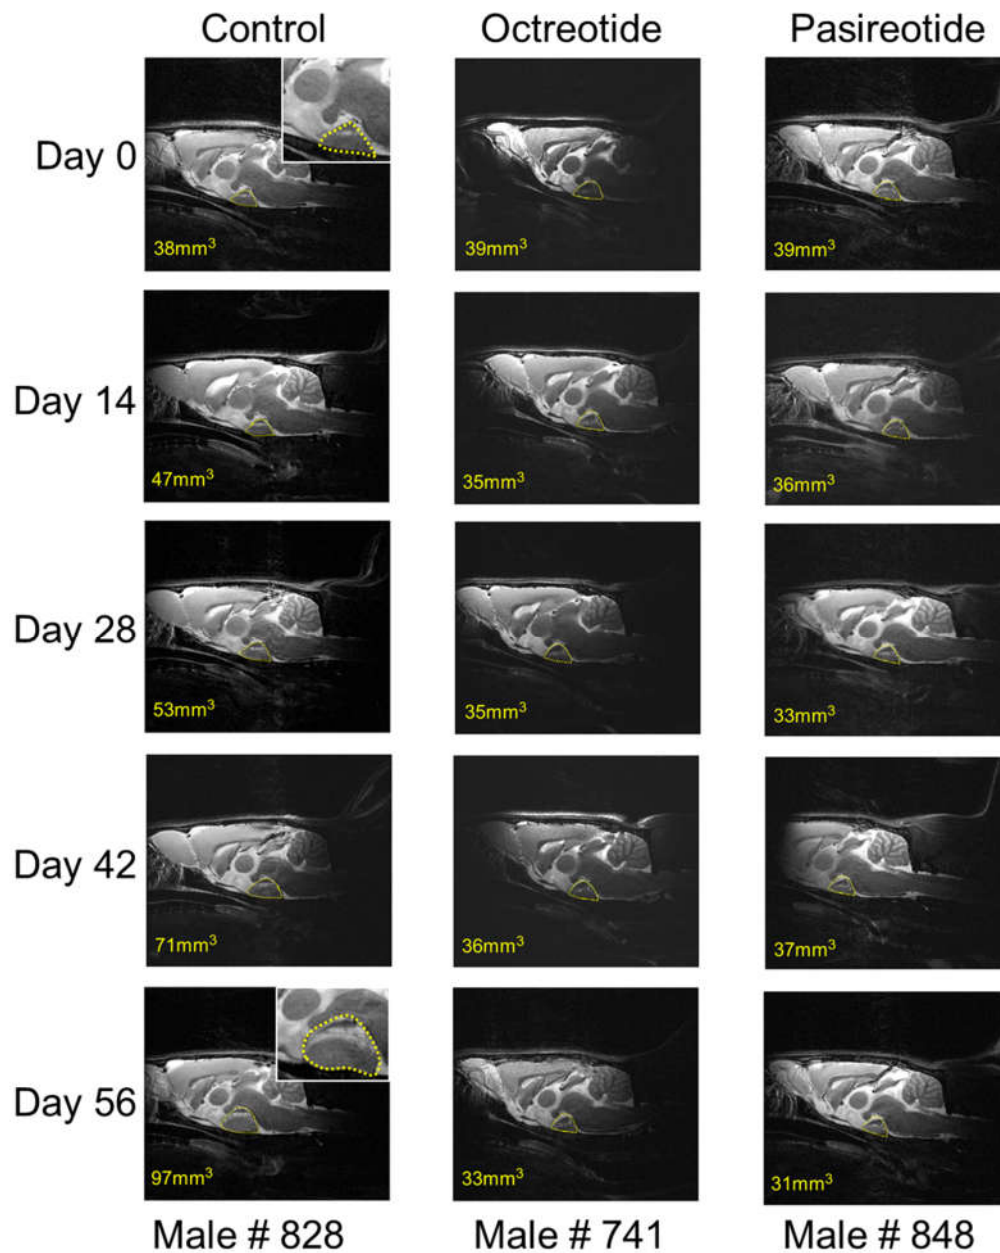 Control Octreotide Pasireotide
Day 0
38mm³ 39mm³ 39mm³
Day 14
47mm³ 35mm³ 36mm³
Day 28
53mm³ 35mm³ 33mm³
Day 42
71mm³ 36mm³ 37mm³
Day 56
97mm³ 33mm³ 31mm³
Male # 828 Male # 741 Male # 848